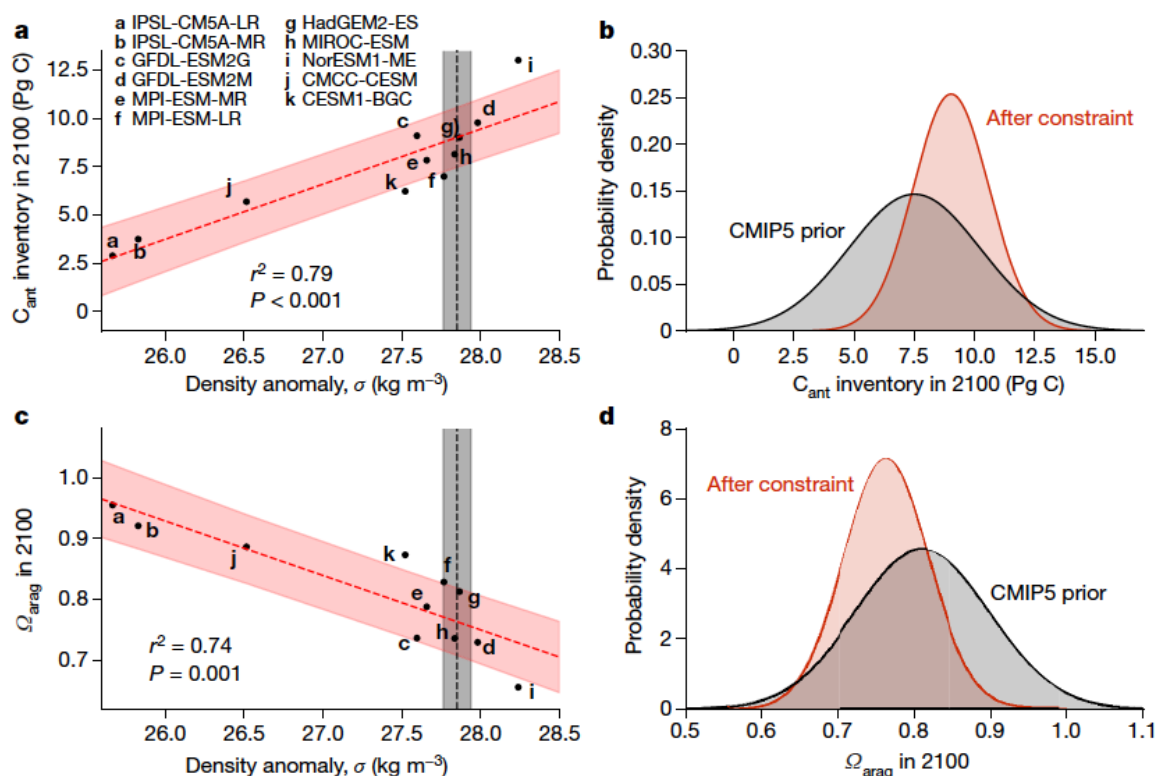 a
a IPSL-CM5A-LR
b IPSL-CM5A-MR
c GFDL-ESM2G
d GFDL-ESM2M
e MPI-ESM-MR
f MPI-ESM-LR
g HadGEM2-ES
h MIROC-ESM
i NorESM1-ME
j CMCC-CESM
k CESM1-BGC
C_ant inventory in 2100 (Pg C)
12.5
10.0
7.5
5.0
2.5
0
i
d
c
g)
e
h
k
f
j
a
b
r² = 0.79
P < 0.001
26.0 26.5 27.0 27.5 28.0 28.5
Density anomaly, σ (kg m⁻³)
b
Probability density
0.30
0.25
0.20
0.15
0.10
0.05
0
After constraint
CMIP5 prior
0 2.5 5.0 7.5 10.0 12.5 15.0
C_ant inventory in 2100 (Pg C)
c
Ω_arag in 2100
1.0
0.9
0.8
0.7
a
b
j
k
f
e
g
c
h
d
i
r² = 0.74
P = 0.001
26.0 26.5 27.0 27.5 28.0 28.5
Density anomaly, σ (kg m⁻³)
d
Probability density
8
6
4
2
0
After constraint
CMIP5 prior
0.5 0.6 0.7 0.8 0.9 1.0 1.1
Ω_arag in 2100